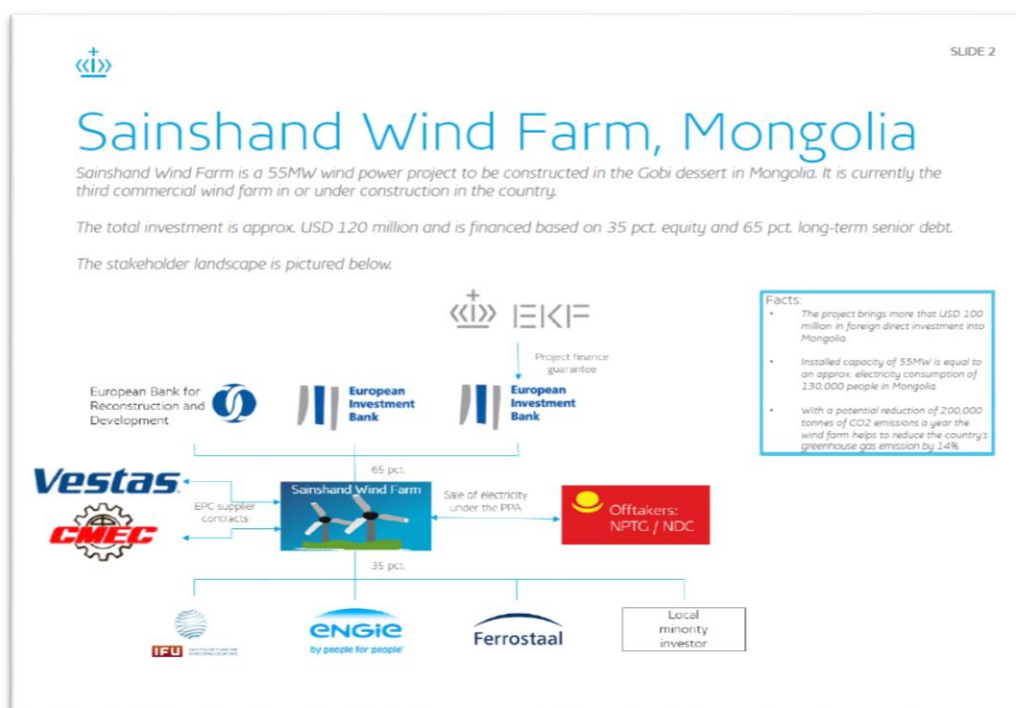 SLIDE 2
Sainshand Wind Farm, Mongolia
Sainshand Wind Farm is a 55MW wind power project to be constructed in the Gobi dessert in Mongolia. It is currently the
third commercial wind farm in or under construction in the country.
The total investment is approx. USD 120 million and is financed based on 35 pct. equity and 65 pct. long-term senior debt.
The stakeholder landscape is pictured below.
EKF
Project finance
guarantee
European Bank for
Reconstruction and
Development
European
Investment
Bank
European
Investment
Bank
Facts:
• The project brings more that USD 100
million in foreign direct investment into
Mongolia.
• Installed capacity of 55MW is equal to
an approx. electricity consumption of
130,000 people in Mongolia.
• With a potential reduction of 200,000
tonnes of CO2 emissions a year the
wind farm helps to reduce the country's
greenhouse gas emission by 14%.
65 pct.
Vestas
CMEC
EPC supplier
contracts
Sainshand Wind Farm
Sale of electricity
under the PPA
Offtakers:
NPTG / NDC
35 pct.
IFU
ENGIE
by people for people
Ferrostaal
Local
minority
investor